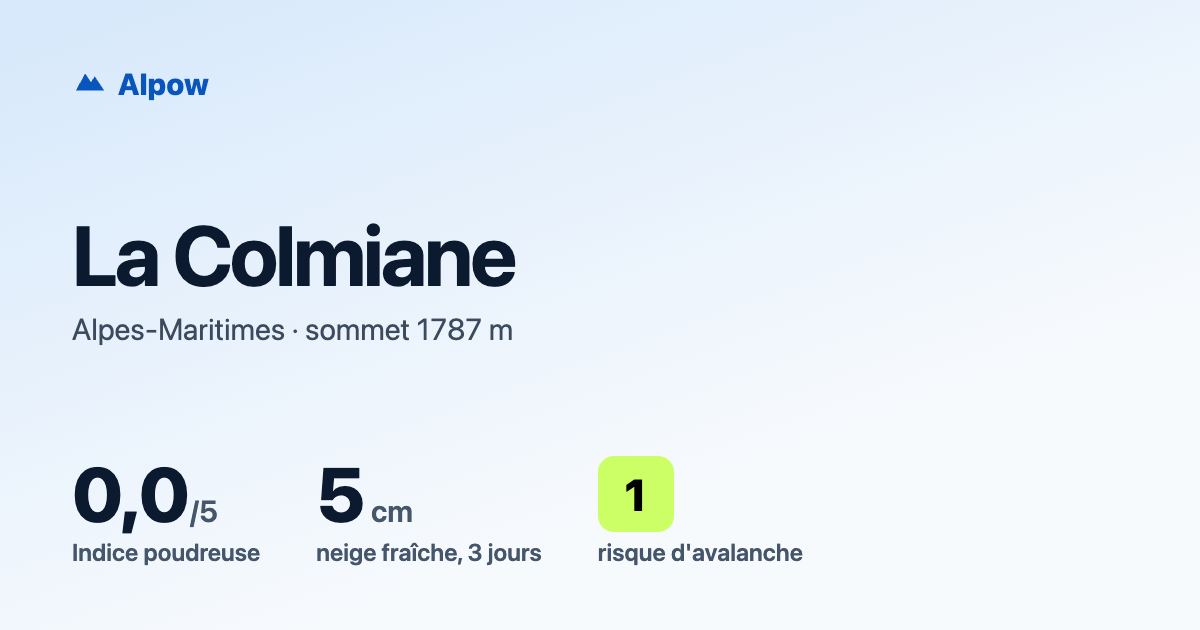 Alpow
La Colmiane
Alpes-Maritimes · sommet 1787 m
0,0/5
Indice poudreuse
5 cm
neige fraîche, 3 jours
1
risque d'avalanche